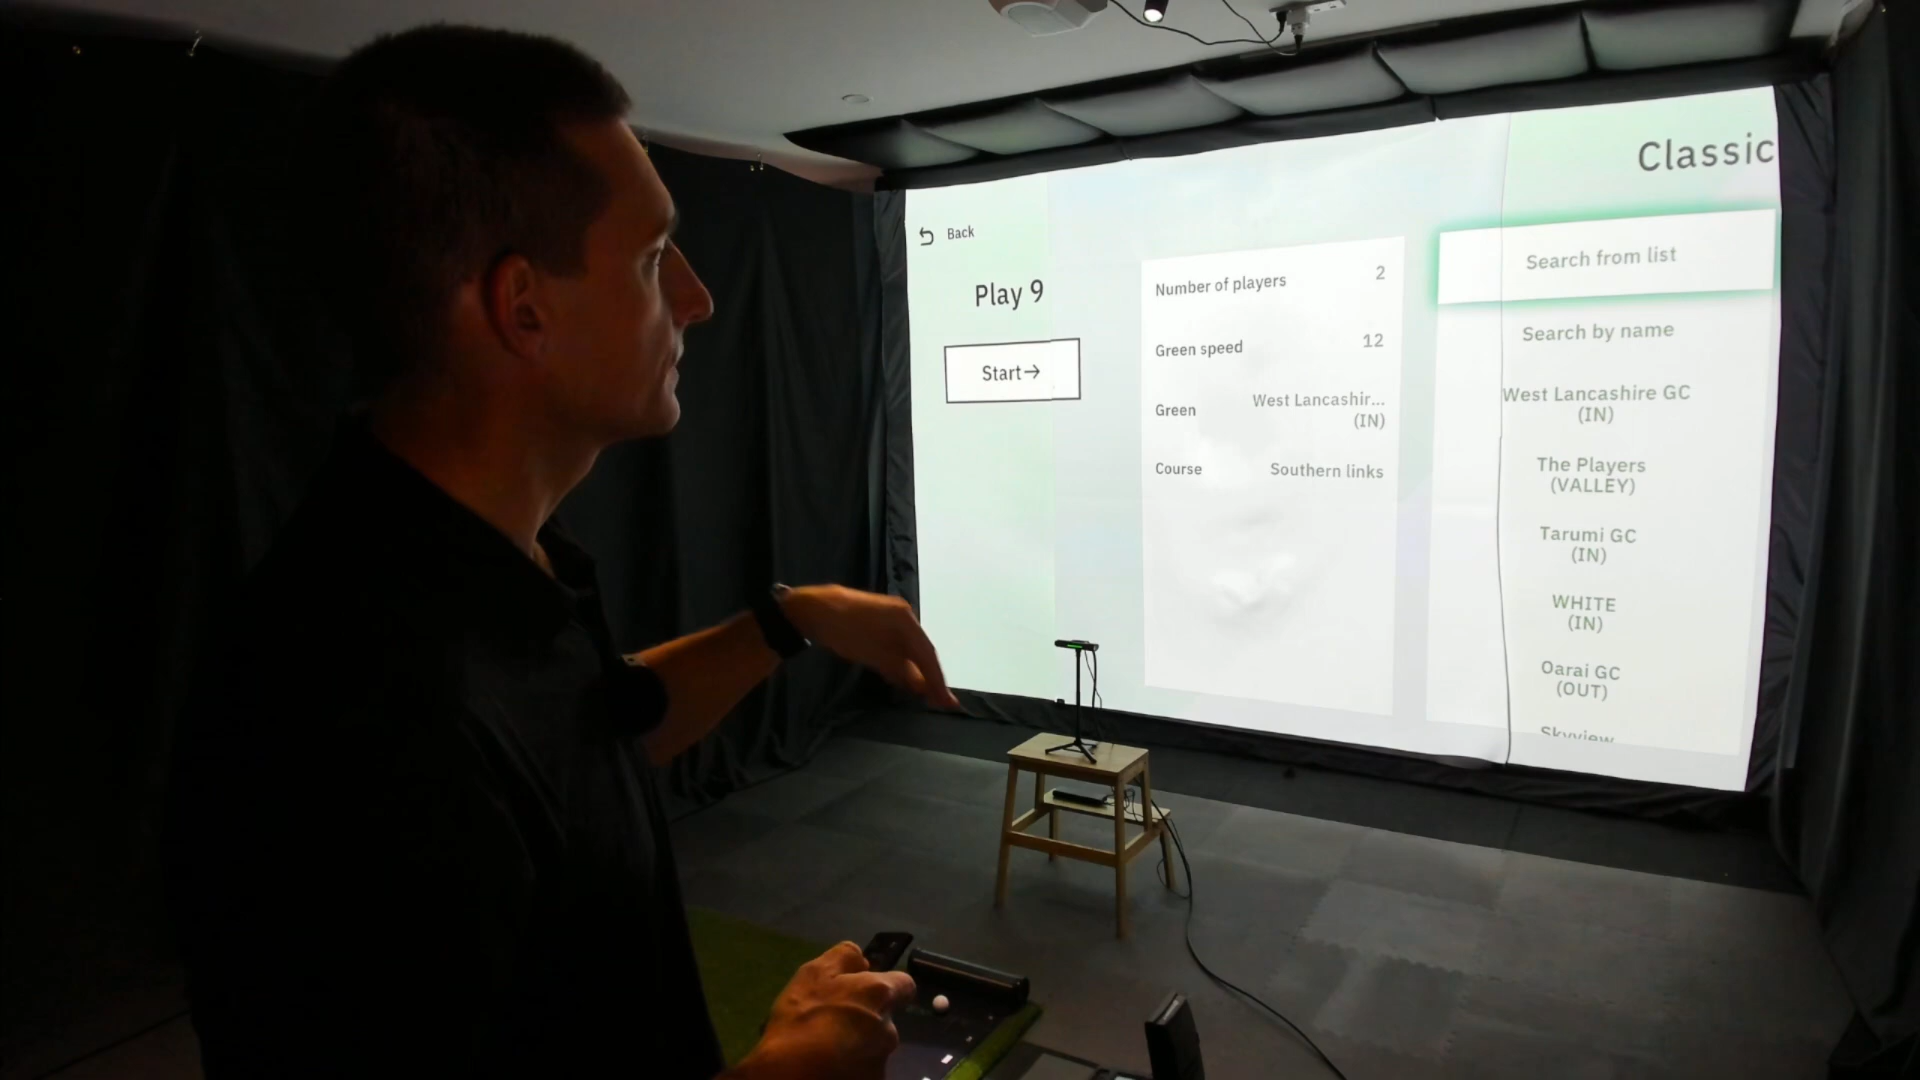 Back
Play 9
Start→
Number of players 2
Green speed 12
Green West Lancashir...
(IN)
Course Southern links
Classic
Search from list
Search by name
West Lancashire GC
(IN)
The Players
(VALLEY)
Tarumi GC
(IN)
WHITE
(IN)
Oarai GC
(OUT)
Skyview